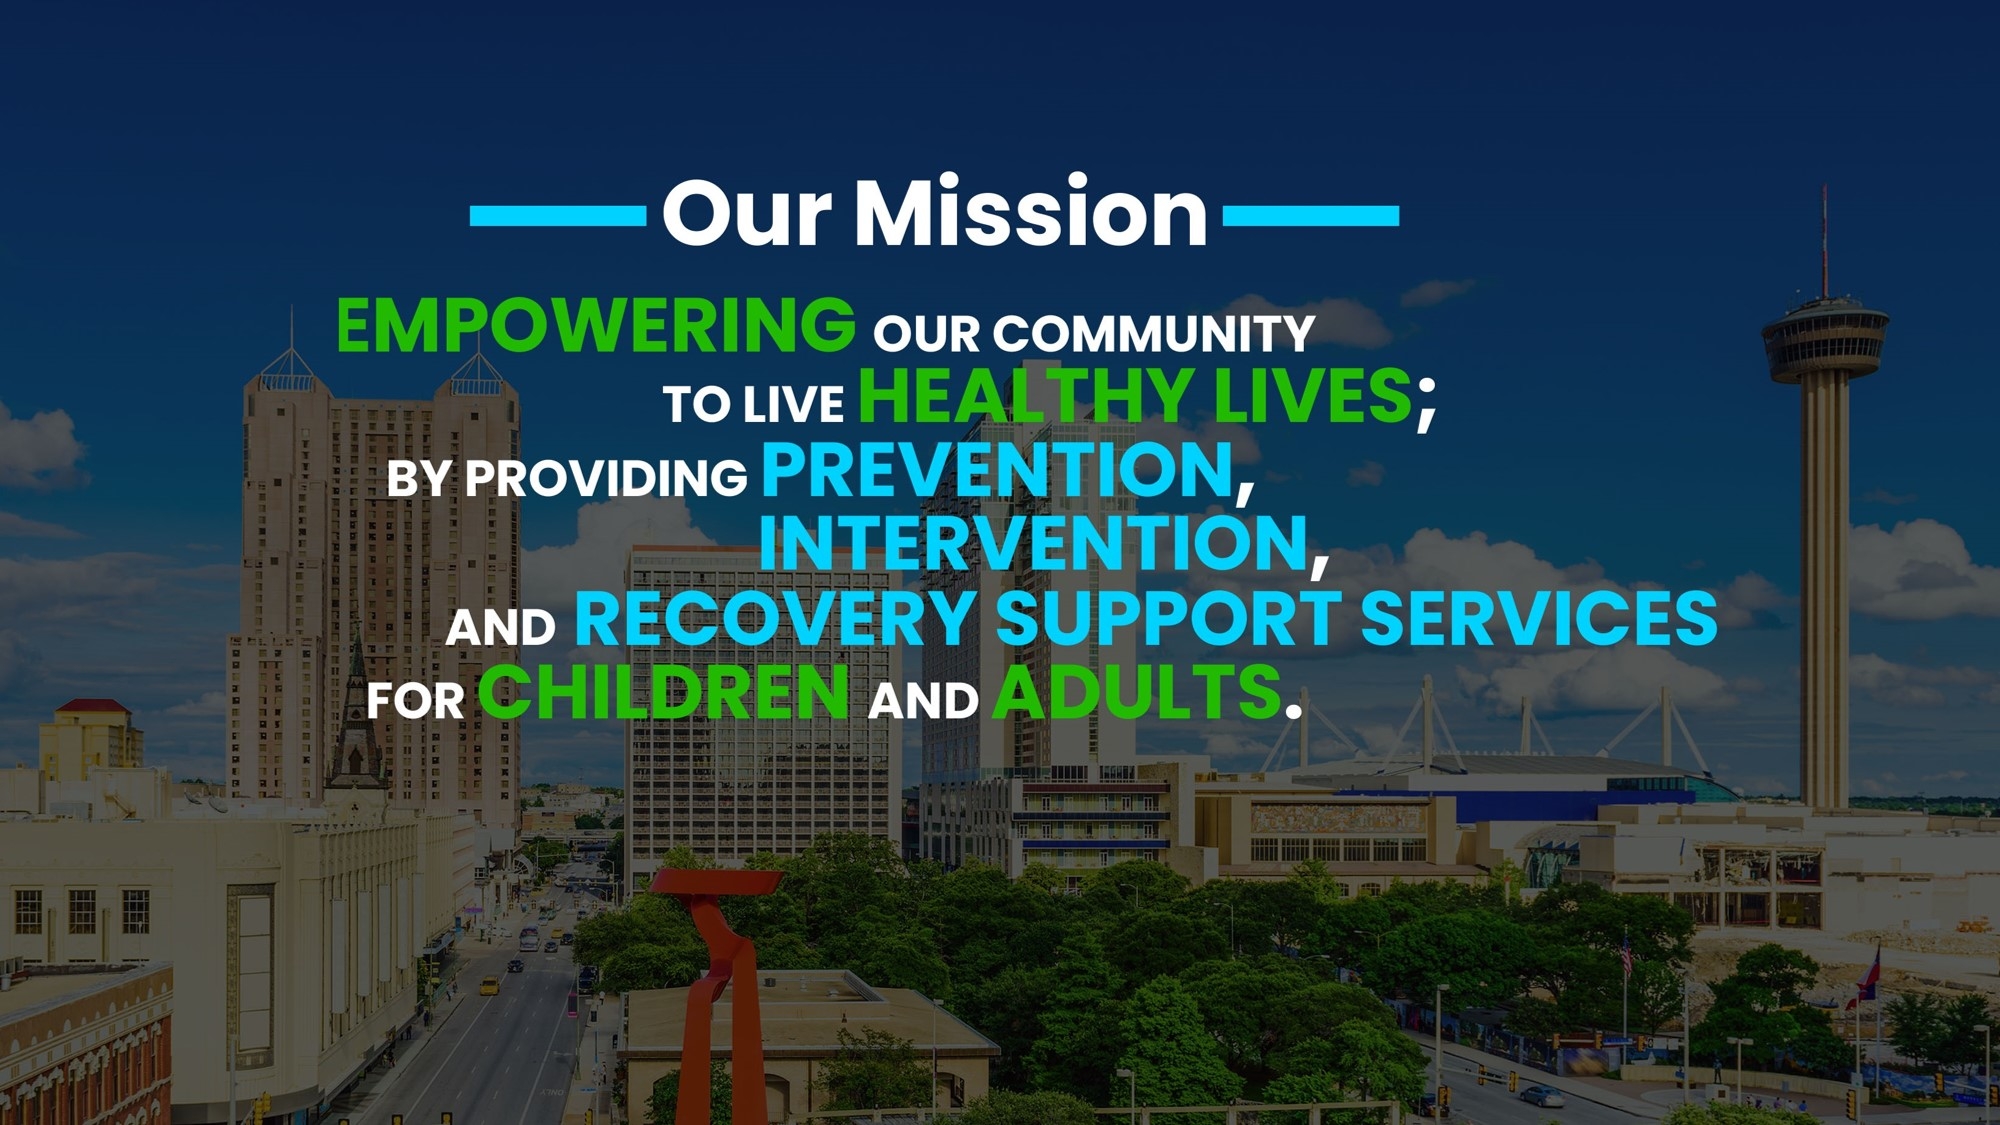 Our Mission
EMPOWERING OUR COMMUNITY
TO LIVE HEALTHY LIVES;
BY PROVIDING PREVENTION,
INTERVENTION,
AND RECOVERY SUPPORT SERVICES
FOR CHILDREN AND ADULTS.